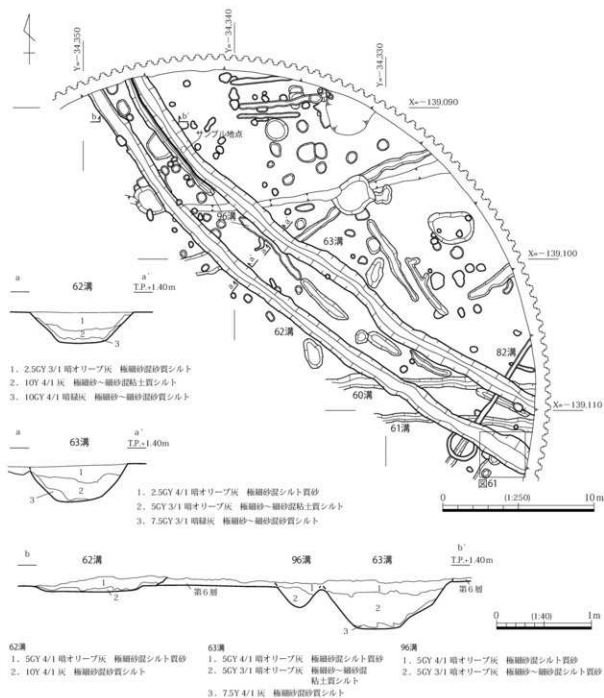 Y=-34,350
Y=-34,340
Y=-34,330
X=-139,090
b
b'
サンプル地点
96溝
63溝
a'
a
a'
a
X=-139,100
62溝
82溝
60溝
61溝
X=-139,110
図61
0 (1:250) 10m
a 62溝 a'
T.P.+1.40m
1
2
3
1. 2.5GY 3/1 暗オリーブ灰 極細砂混砂質シルト
2. 10Y 4/1 灰 極細砂～細砂混粘土質シルト
3. 10GY 4/1 暗緑灰 極細砂～細砂混砂質シルト
a 63溝 a'
T.P.+1.40m
1
2
3
1. 2.5GY 4/1 暗オリーブ灰 極細砂混シルト質砂
2. 5GY 3/1 暗オリーブ灰 極細砂～細砂混粘土質シルト
3. 7.5GY 3/1 暗緑灰 極細砂～細砂混砂質シルト
b 62溝 96溝 63溝 b'
T.P.+1.40m
1
2
第6層
1
2
1
2
3
第6層
0 (1:40) 1m
62溝
1. 5GY 4/1 暗オリーブ灰 極細砂混シルト質砂
2. 10Y 4/1 灰 極細砂混砂質シルト
63溝
1. 5GY 4/1 暗オリーブ灰 極細砂混シルト質砂
2. 5GY 3/1 暗オリーブ灰 極細砂～細砂混
粘土質シルト
3. 7.5Y 4/1 灰 極細砂混砂質シルト
96溝
1. 5GY 4/1 暗オリーブ灰 極細砂混シルト質砂
2. 5GY 3/1 暗オリーブ灰 極細砂～細砂混シルト質砂